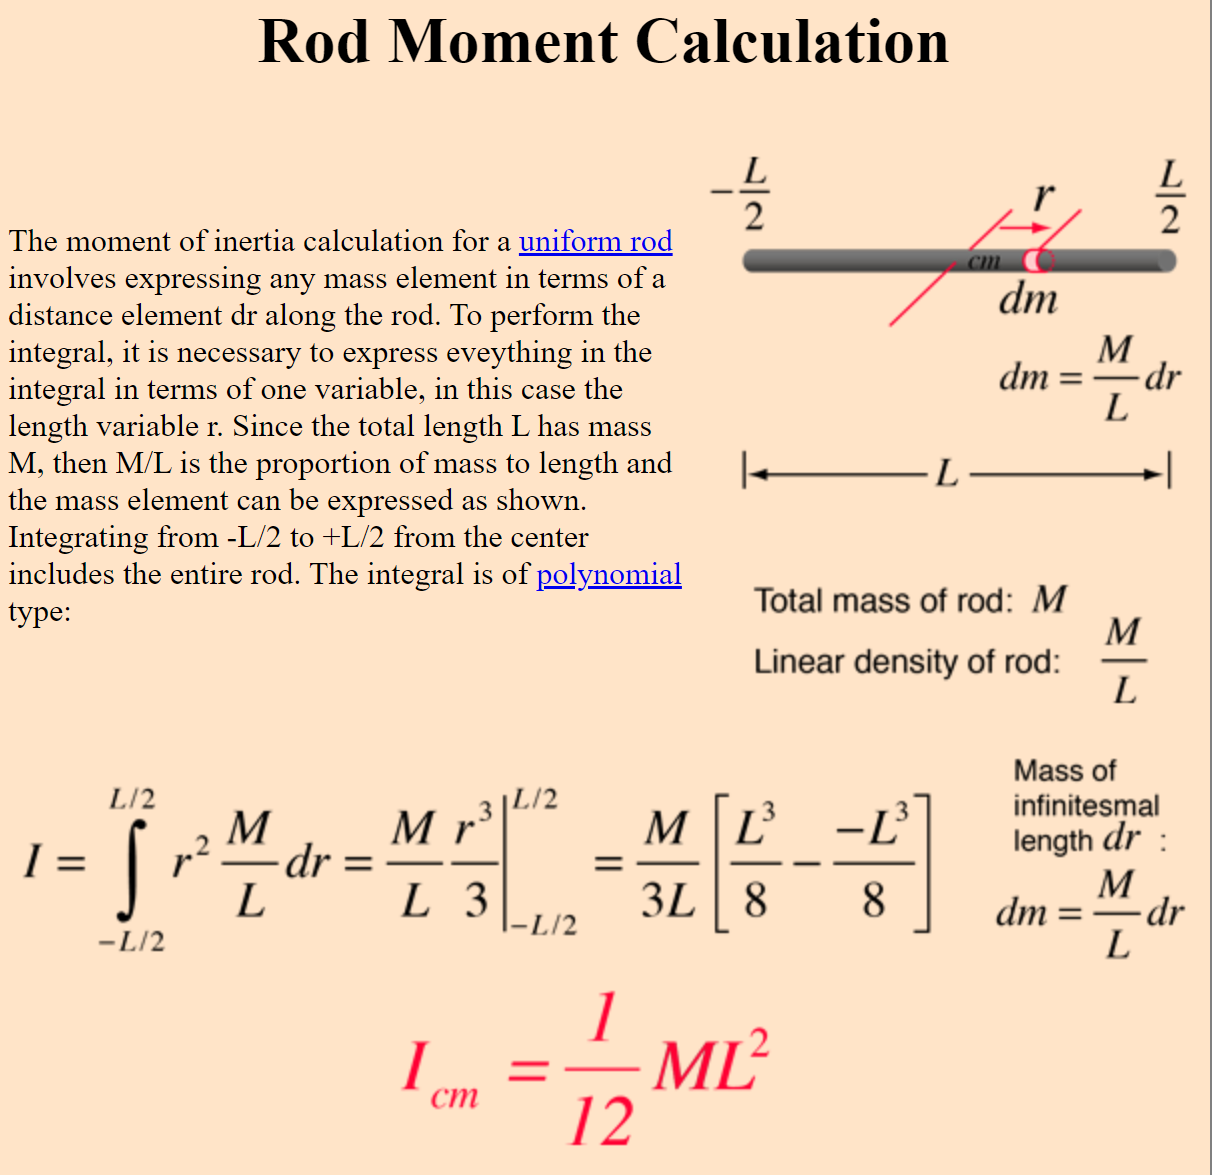 Rod Moment Calculation
The moment of inertia calculation for a uniform rod
involves expressing any mass element in terms of a
distance element dr along the rod. To perform the
integral, it is necessary to express eveything in the
integral in terms of one variable, in this case the
length variable r. Since the total length L has mass
M, then M/L is the proportion of mass to length and
the mass element can be expressed as shown.
Integrating from -L/2 to +L/2 from the center
includes the entire rod. The integral is of polynomial
type:
-L/2 r L/2
cm
dm
dm = M/L dr
L
Total mass of rod: M
Linear density of rod: M/L
I = ∫_{-L/2}^{L/2} r² M/L dr = M/L r³/3 |_{-L/2}^{L/2} = M/3L [L³/8 − −L³/8]
Mass of
infinitesmal
length dr :
dm = M/L dr
I cm = 1/12 ML²